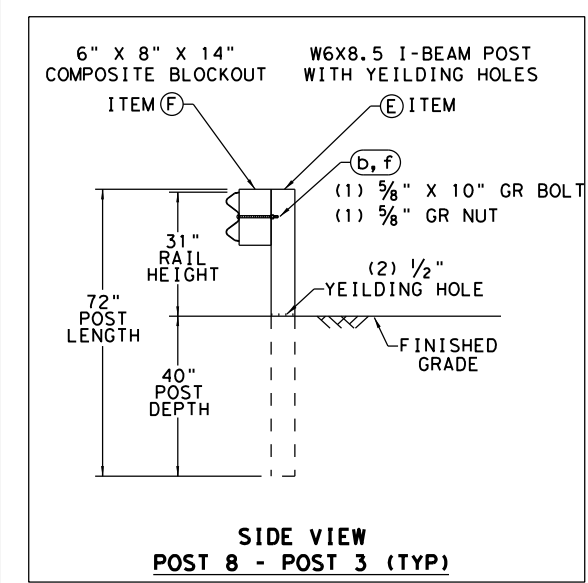 6" X 8" X 14"
COMPOSITE BLOCKOUT
ITEM F
W6X8.5 I-BEAM POST
WITH YEILDING HOLES
E ITEM
b, f
(1) 5/8" X 10" GR BOLT
(1) 5/8" GR NUT
31"
RAIL
HEIGHT
(2) 1/2"
YEILDING HOLE
72"
POST
LENGTH
FINISHED
GRADE
40"
POST
DEPTH
SIDE VIEW
POST 8 - POST 3 (TYP)